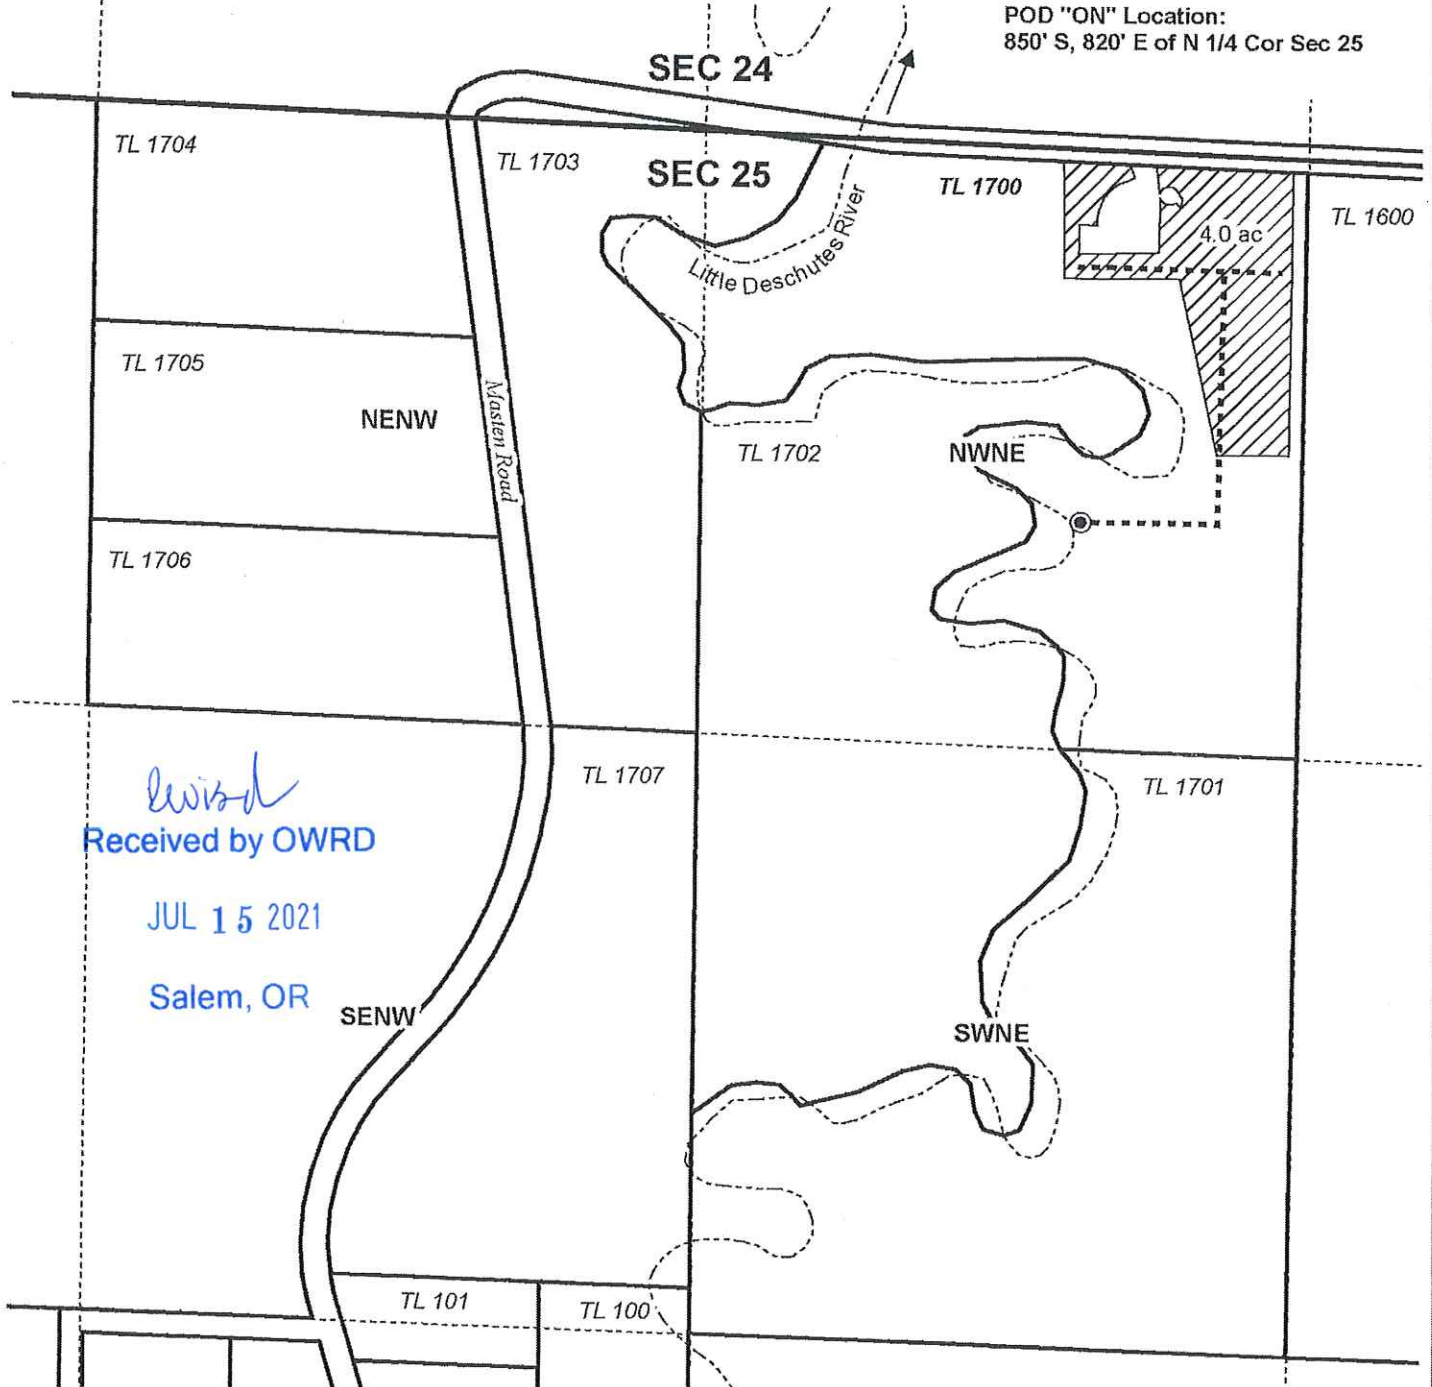 POD "ON" Location:
850' S, 820' E of N 1/4 Cor Sec 25
SEC 24
TL 1704
TL 1703
SEC 25
TL 1700
TL 1600
4.0 ac
Little Deschutes River
TL 1705
Masten Road
NENW
TL 1702
NWNE
TL 1706
TL 1707
TL 1701
Revised
Received by OWRD
JUL 15 2021
Salem, OR
SENW
SWNE
TL 101
TL 100